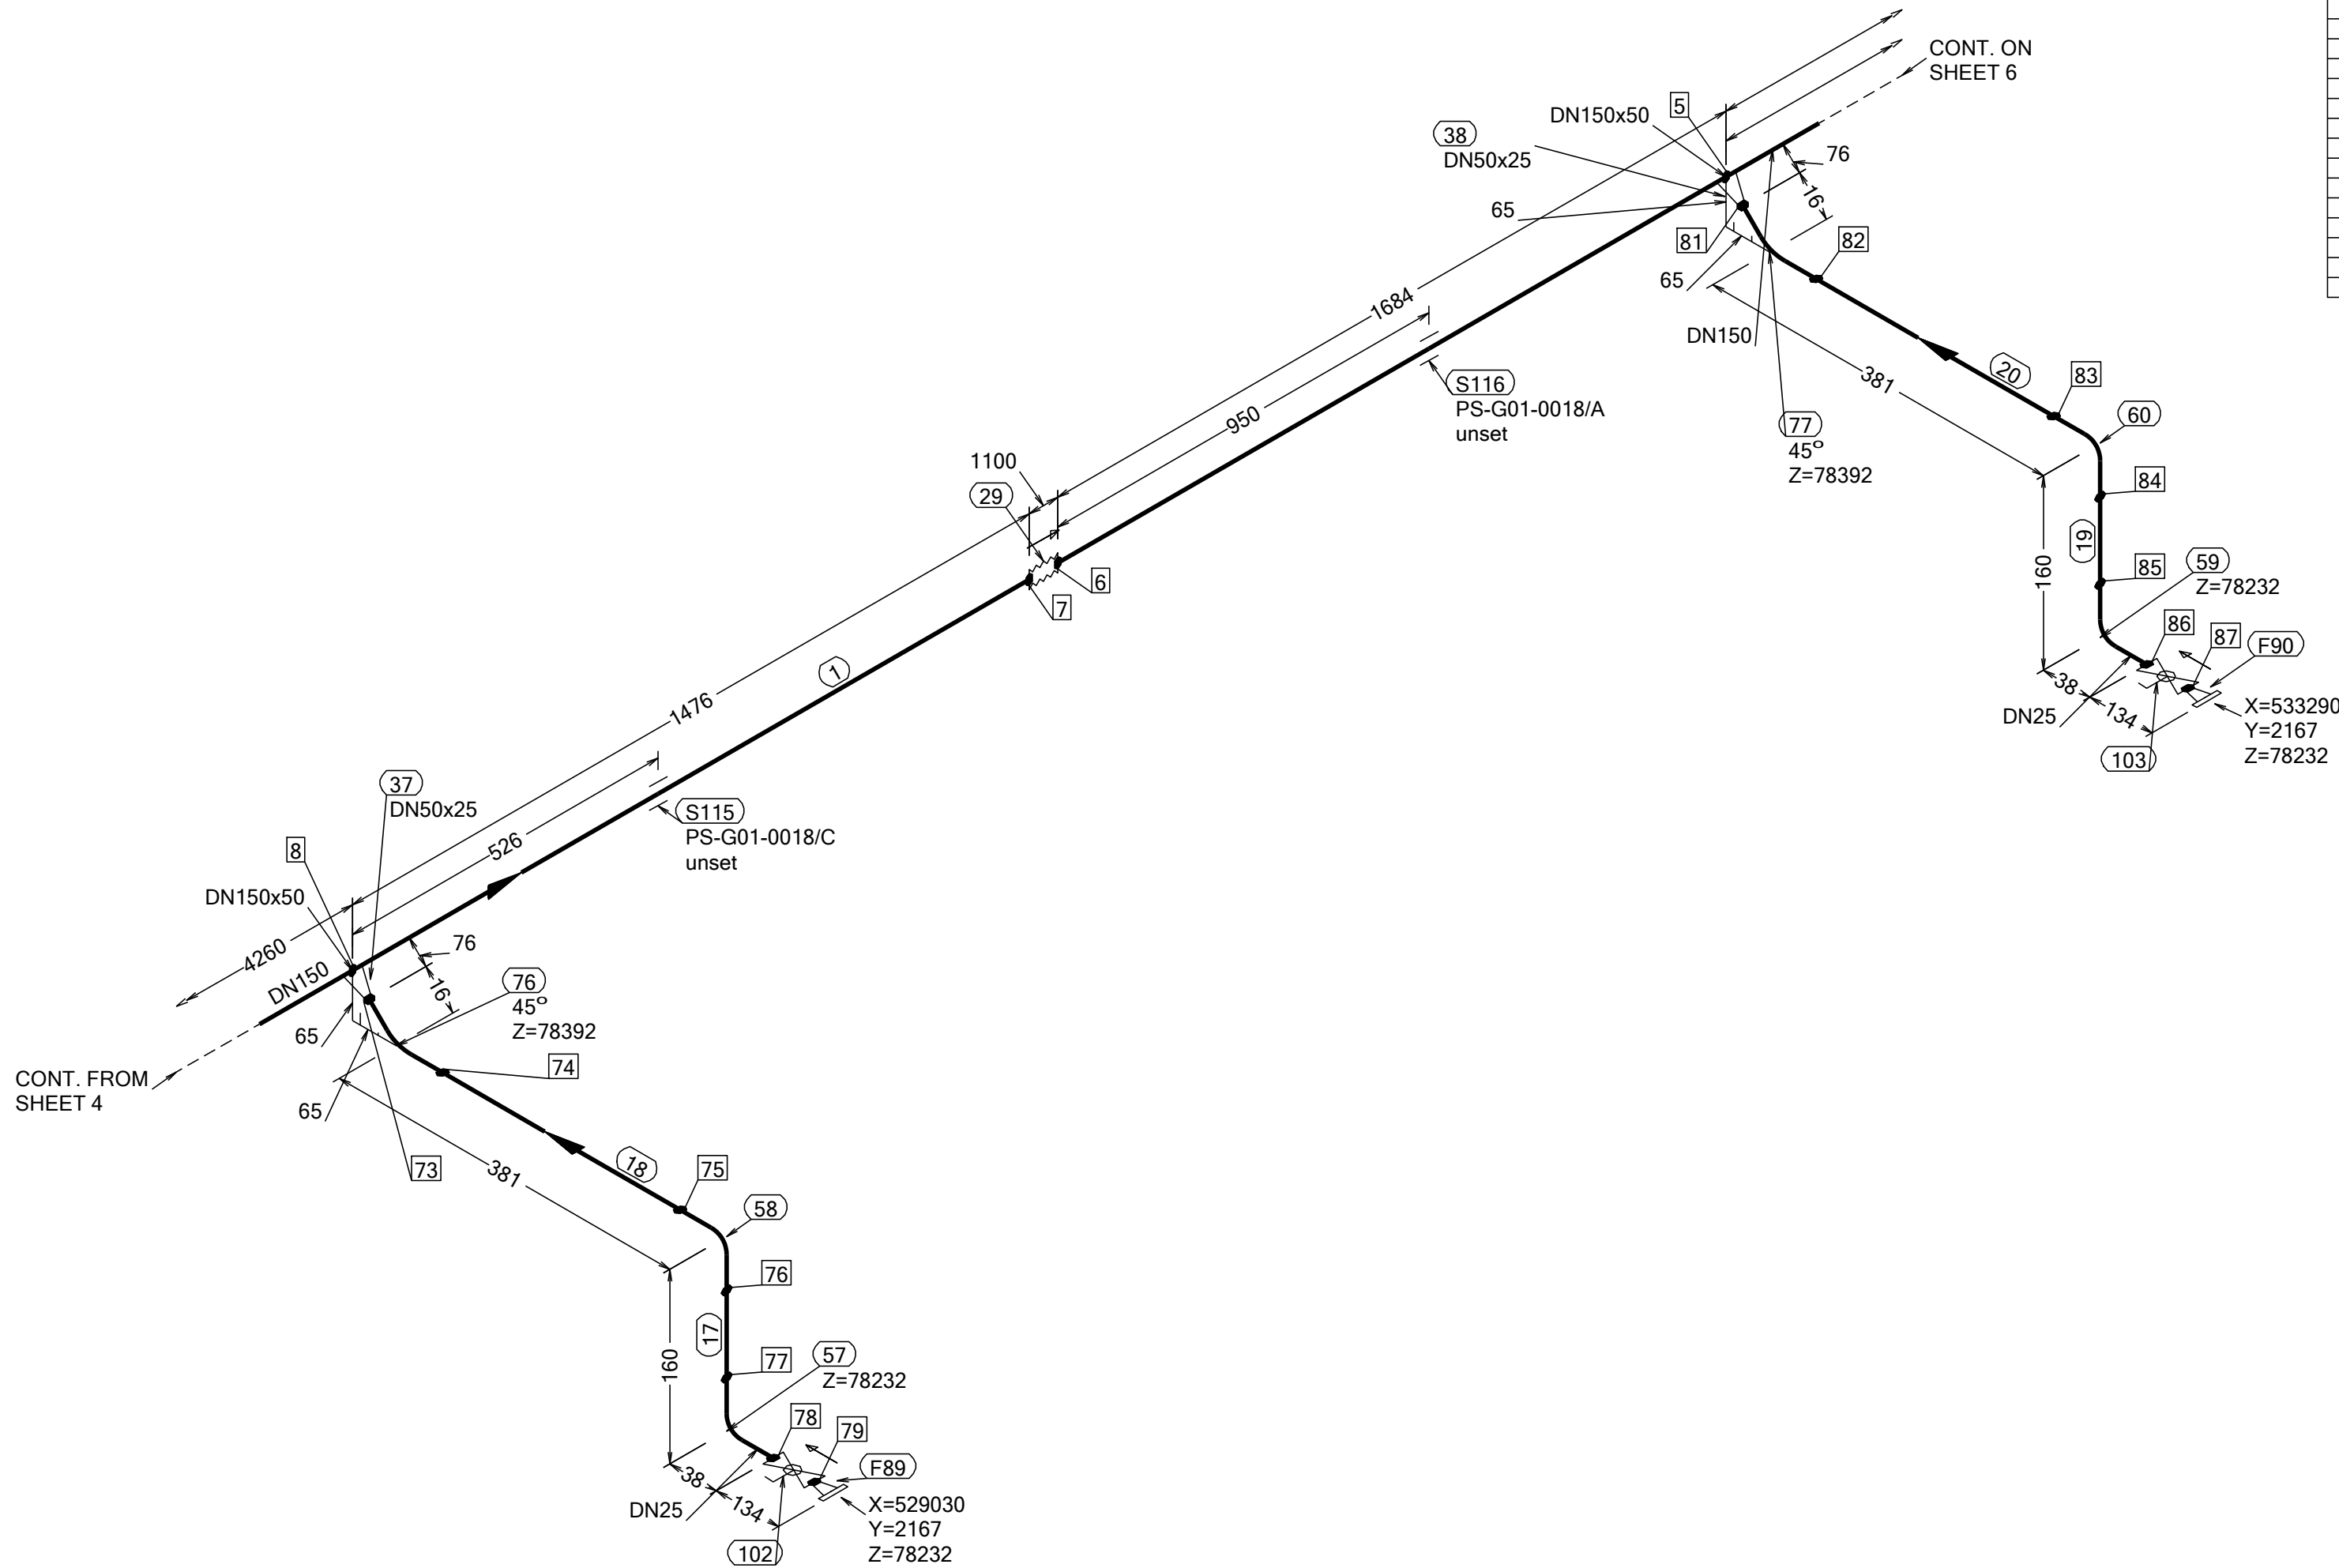 CONT. ON
SHEET 6
5
DN150x50
38
DN50x25
76
16
65
81
82
65
1684
DN150
381
20
83
S116
PS-G01-0018/A
unset
950
77
45°
Z=78392
60
1100
29
84
19
85
59
Z=78232
160
6
7
86
87
F90
38
134
DN25
X=533290
Y=2167
Z=78232
103
1
1476
37
DN50x25
S115
PS-G01-0018/C
unset
526
8
DN150x50
4260
DN150
76
16
76
45°
Z=78392
65
CONT. FROM
SHEET 4
74
65
73
381
18
75
58
76
17
77
57
Z=78232
160
78
79
F89
38
134
DN25
X=529030
Y=2167
Z=78232
102